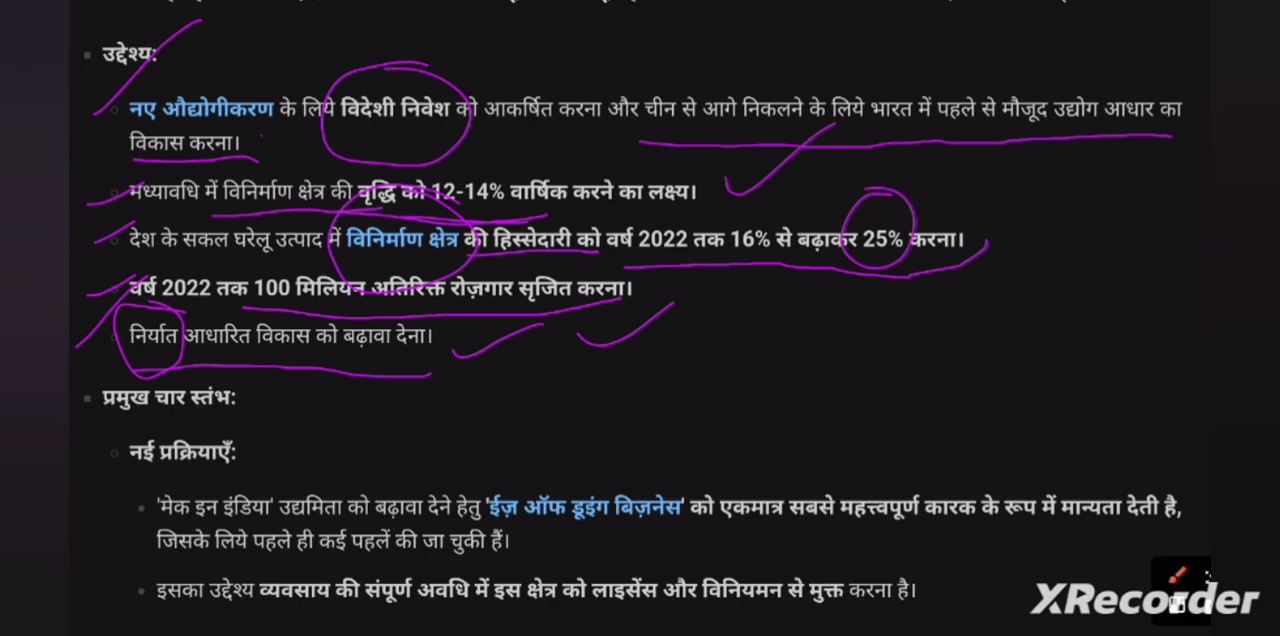 उद्देश्य:
नए औद्योगीकरण के लिये विदेशी निवेश को आकर्षित करना और चीन से आगे निकलने के लिये भारत में पहले से मौजूद उद्योग आधार का
विकास करना।
मध्यावधि में विनिर्माण क्षेत्र की वृद्धि को 12-14% वार्षिक करने का लक्ष्य।
देश के सकल घरेलू उत्पाद में विनिर्माण क्षेत्र की हिस्सेदारी को वर्ष 2022 तक 16% से बढ़ाकर 25% करना।
वर्ष 2022 तक 100 मिलियन अतिरिक्त रोज़गार सृजित करना।
निर्यात आधारित विकास को बढ़ावा देना।
प्रमुख चार स्तंभ:
नई प्रक्रियाएँ:
'मेक इन इंडिया' उद्यमिता को बढ़ावा देने हेतु 'ईज़ ऑफ डूइंग बिज़नेस' को एकमात्र सबसे महत्त्वपूर्ण कारक के रूप में मान्यता देती है,
जिसके लिये पहले ही कई पहलें की जा चुकी हैं।
इसका उद्देश्य व्यवसाय की संपूर्ण अवधि में इस क्षेत्र को लाइसेंस और विनियमन से मुक्त करना है।
XRecorder